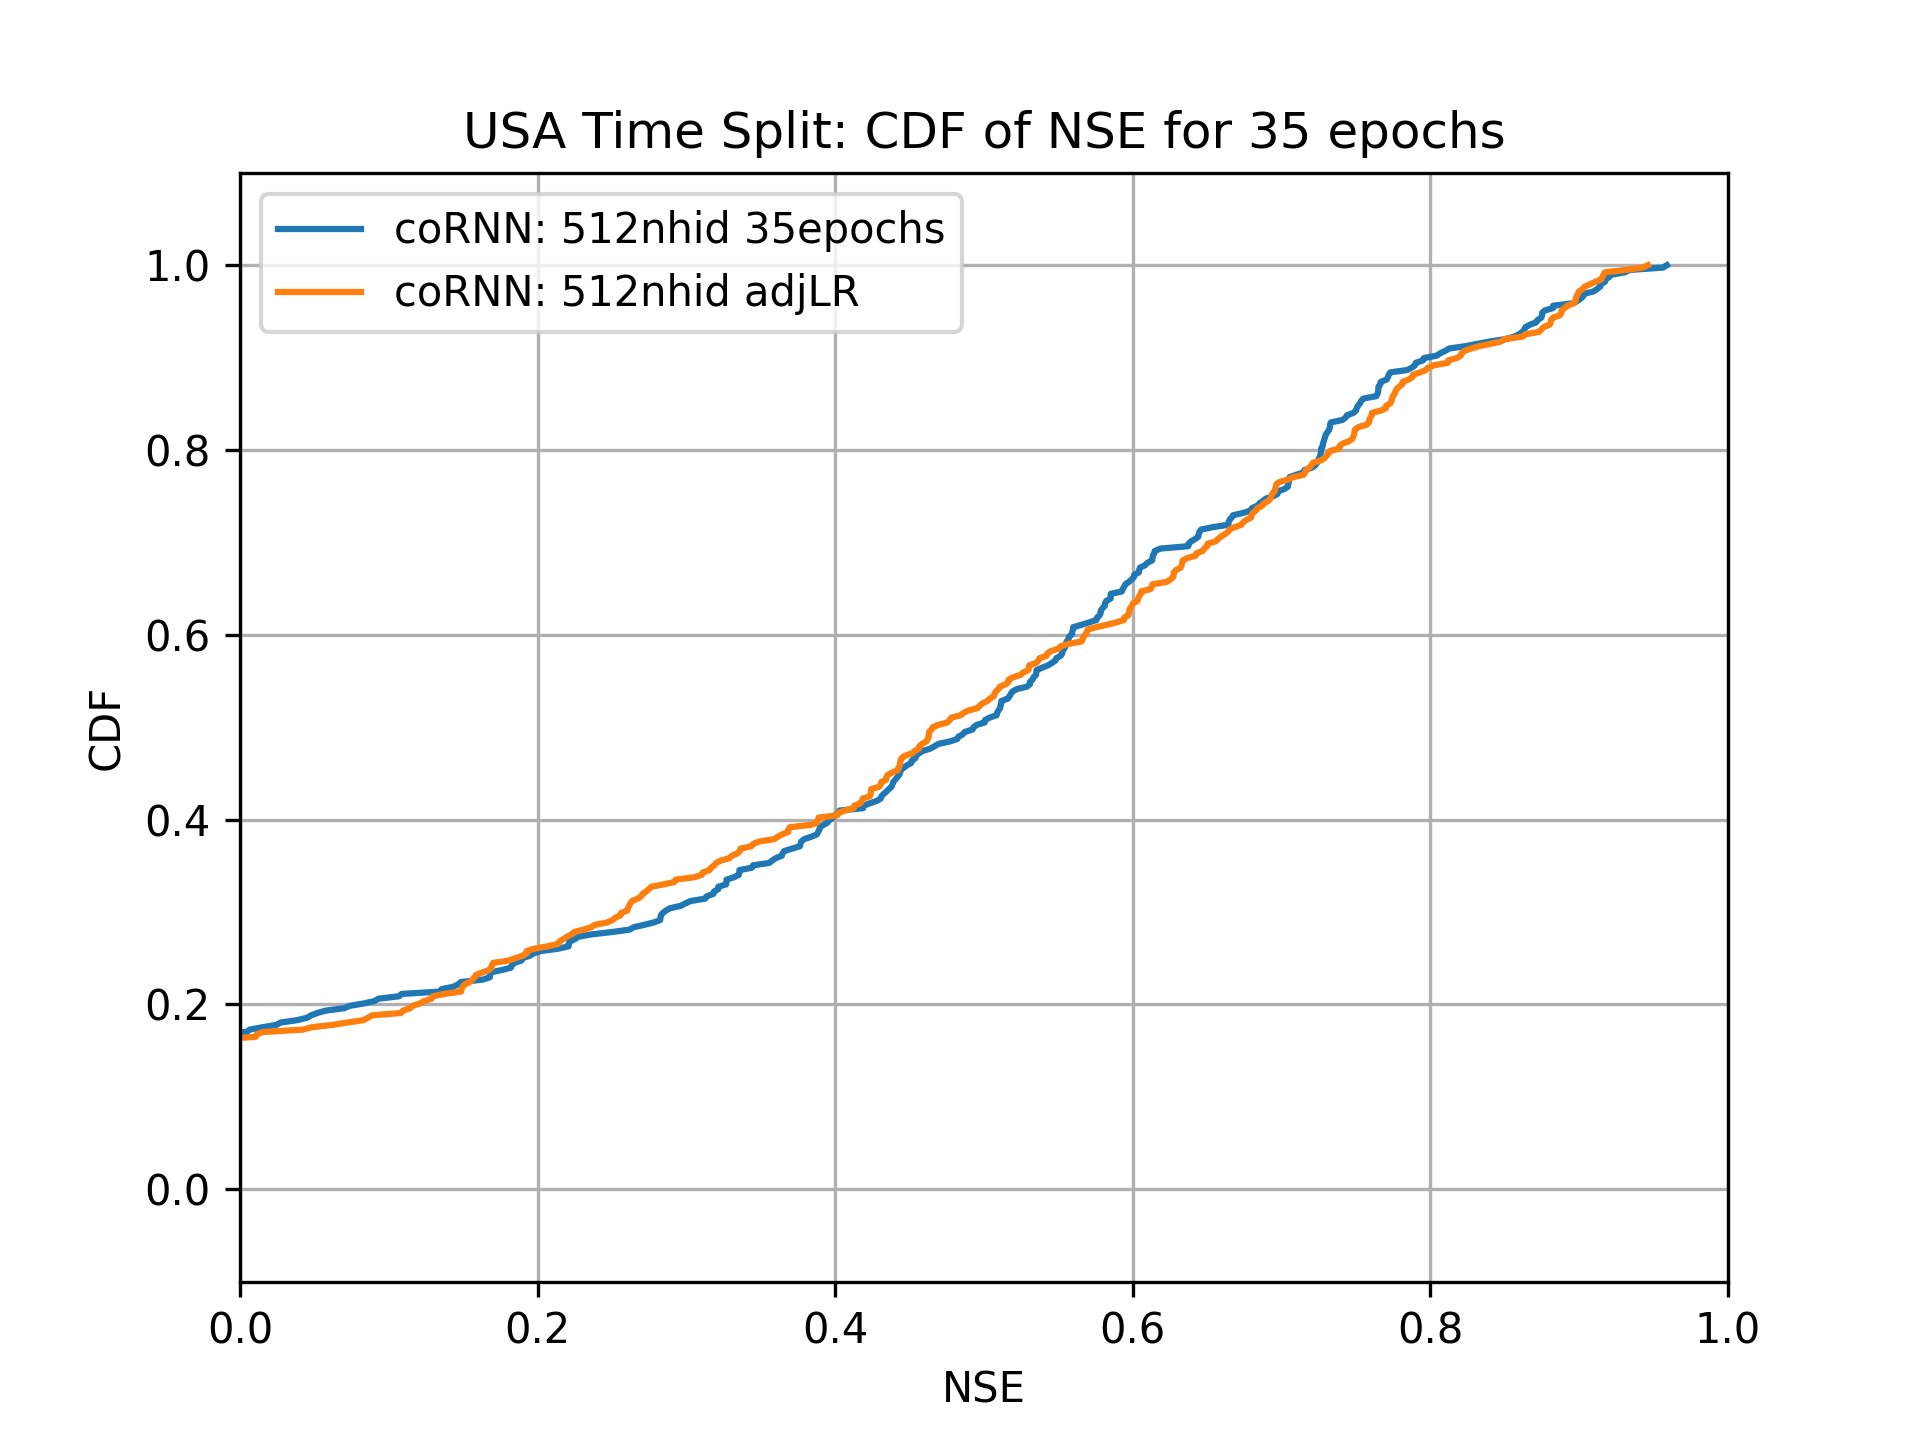 USA Time Split: CDF of NSE for 35 epochs
coRNN: 512nhid 35epochs
coRNN: 512nhid adjLR
1.0
0.8
0.6
0.4
0.2
0.0
CDF
0.0 0.2 0.4 0.6 0.8 1.0
NSE